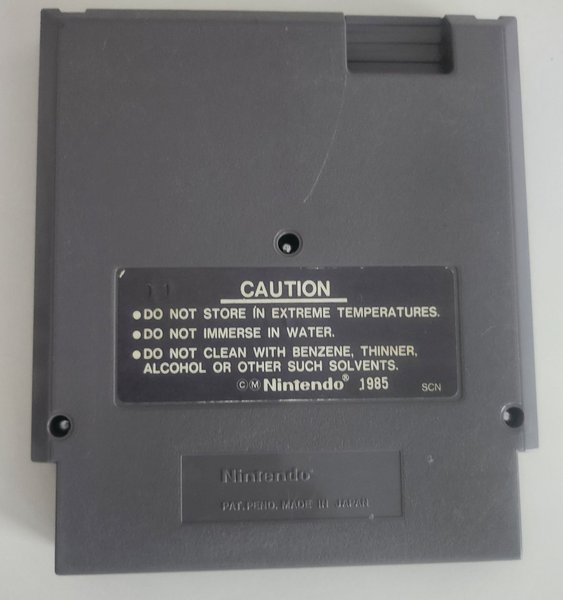 11
CAUTION
●DO NOT STORE IN EXTREME TEMPERATURES.
●DO NOT IMMERSE IN WATER.
●DO NOT CLEAN WITH BENZENE, THINNER,
ALCOHOL OR OTHER SUCH SOLVENTS.
©Ⓜ Nintendo® 1985 SCN
Nintendo®
PAT. PEND. MADE IN JAPAN